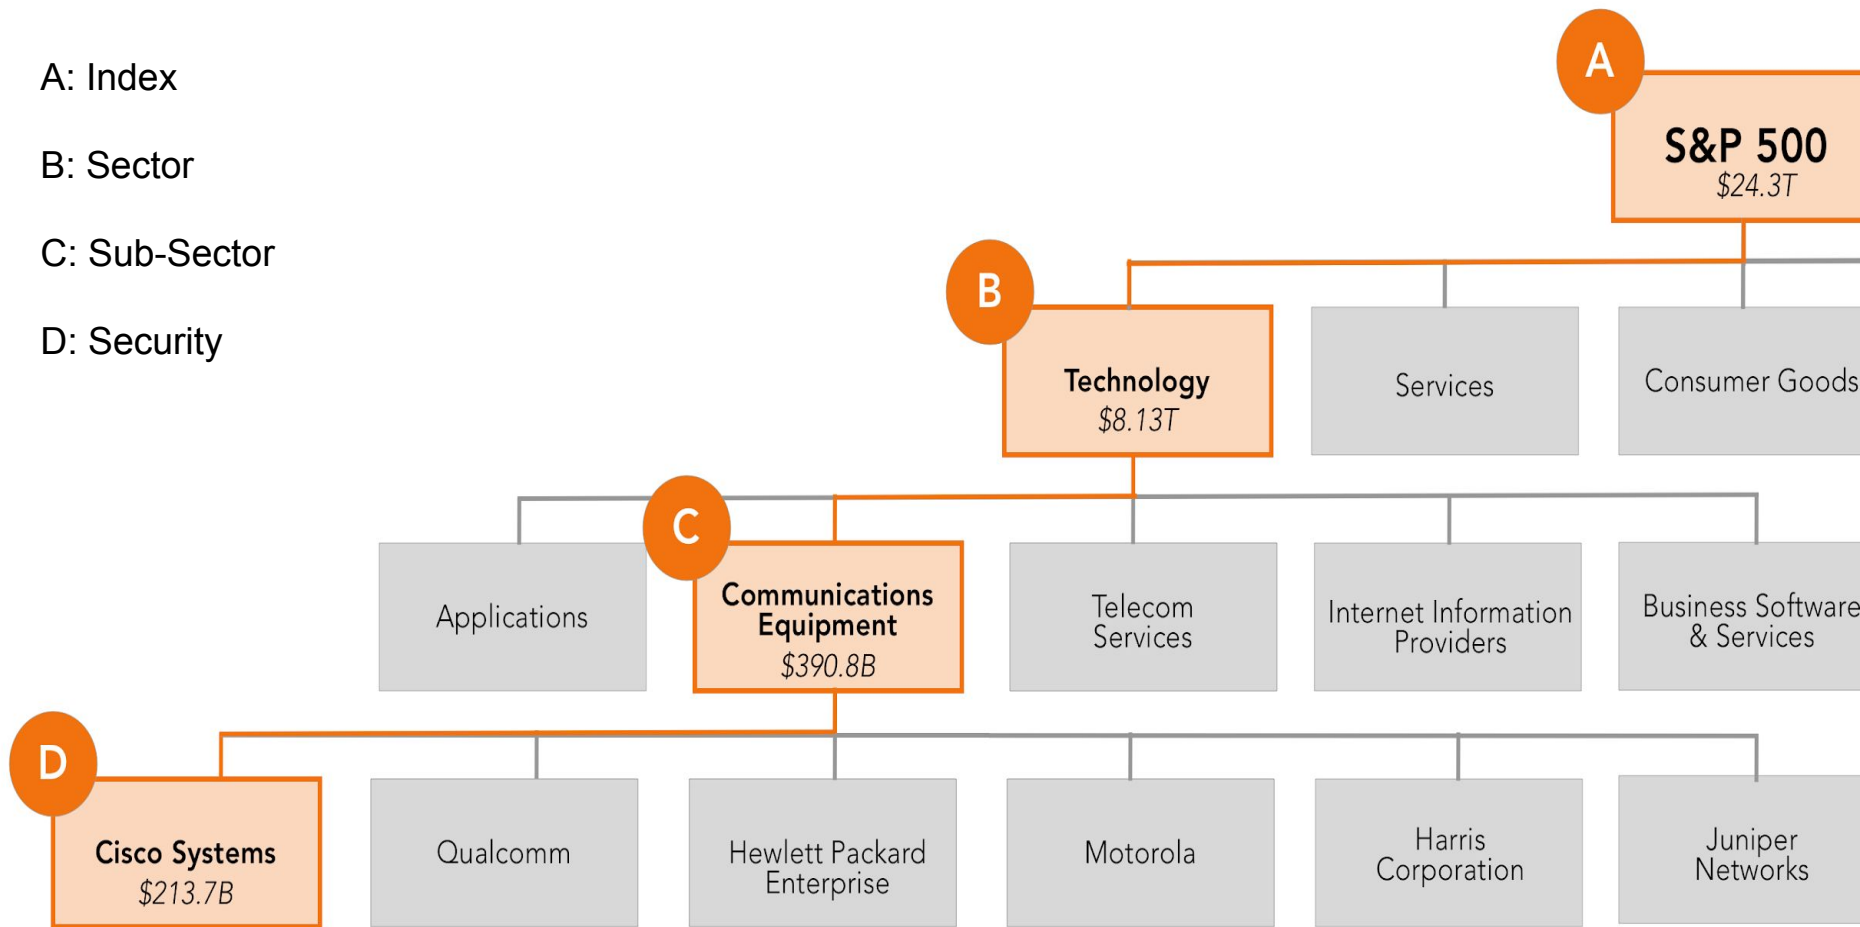 A: Index
B: Sector
C: Sub-Sector
D: Security
A
S&P 500
$24.3T
B
Technology
$8.13T
Services
Consumer Goods
C
Applications
Communications
Equipment
$390.8B
Telecom
Services
Internet Information
Providers
Business Software
& Services
D
Cisco Systems
$213.7B
Qualcomm
Hewlett Packard
Enterprise
Motorola
Harris
Corporation
Juniper
Networks